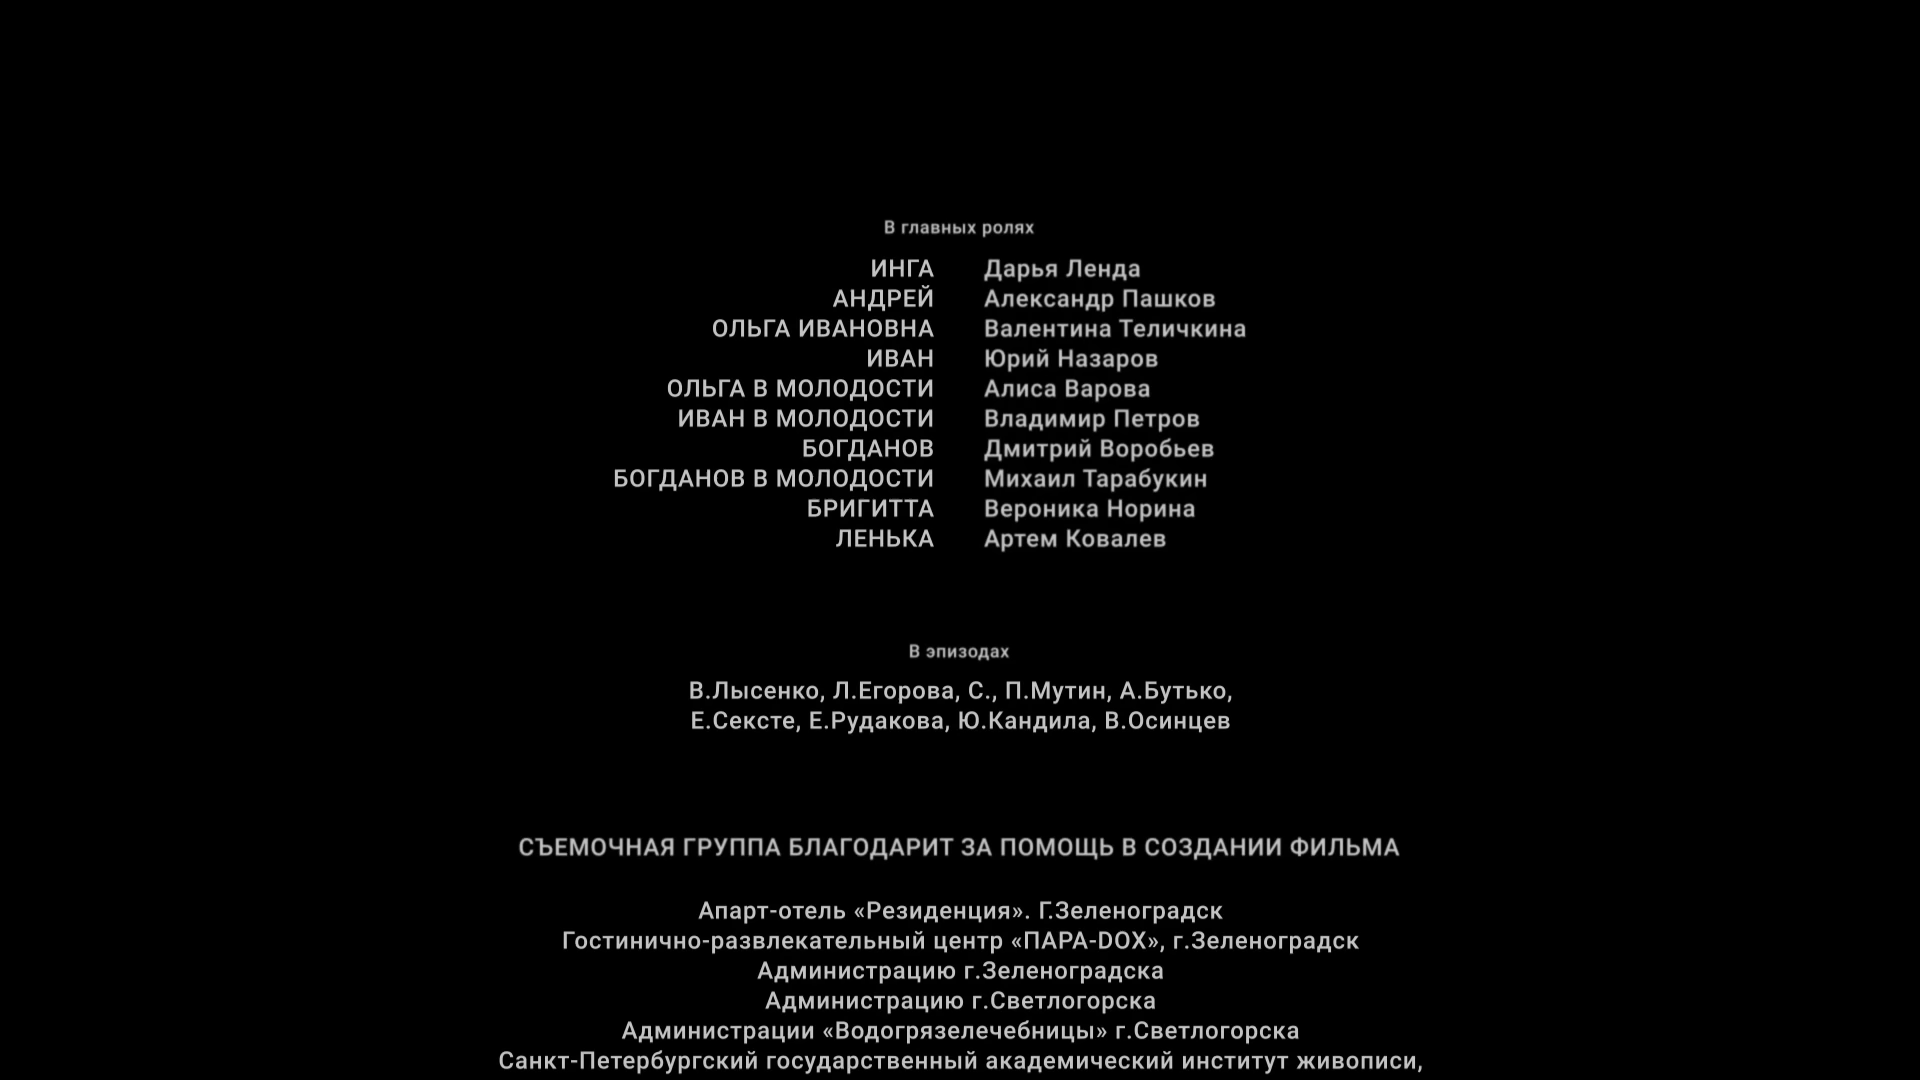 В главных ролях
ИНГА Дарья Ленда
АНДРЕЙ Александр Пашков
ОЛЬГА ИВАНОВНА Валентина Теличкина
ИВАН Юрий Назаров
ОЛЬГА В МОЛОДОСТИ Алиса Варова
ИВАН В МОЛОДОСТИ Владимир Петров
БОГДАНОВ Дмитрий Воробьев
БОГДАНОВ В МОЛОДОСТИ Михаил Тарабукин
БРИГИТТА Вероника Норина
ЛЕНЬКА Артем Ковалев
В эпизодах
В.Лысенко, Л.Егорова, С., П.Мутин, А.Бутько,
Е.Сексте, Е.Рудакова, Ю.Кандила, В.Осинцев
СЪЕМОЧНАЯ ГРУППА БЛАГОДАРИТ ЗА ПОМОЩЬ В СОЗДАНИИ ФИЛЬМА
Апарт-отель «Резиденция». Г.Зеленоградск
Гостинично-развлекательный центр «ПАРА-DOX», г.Зеленоградск
Администрацию г.Зеленоградска
Администрацию г.Светлогорска
Администрации «Водогрязелечебницы» г.Светлогорска
Санкт-Петербургский государственный академический институт живописи,